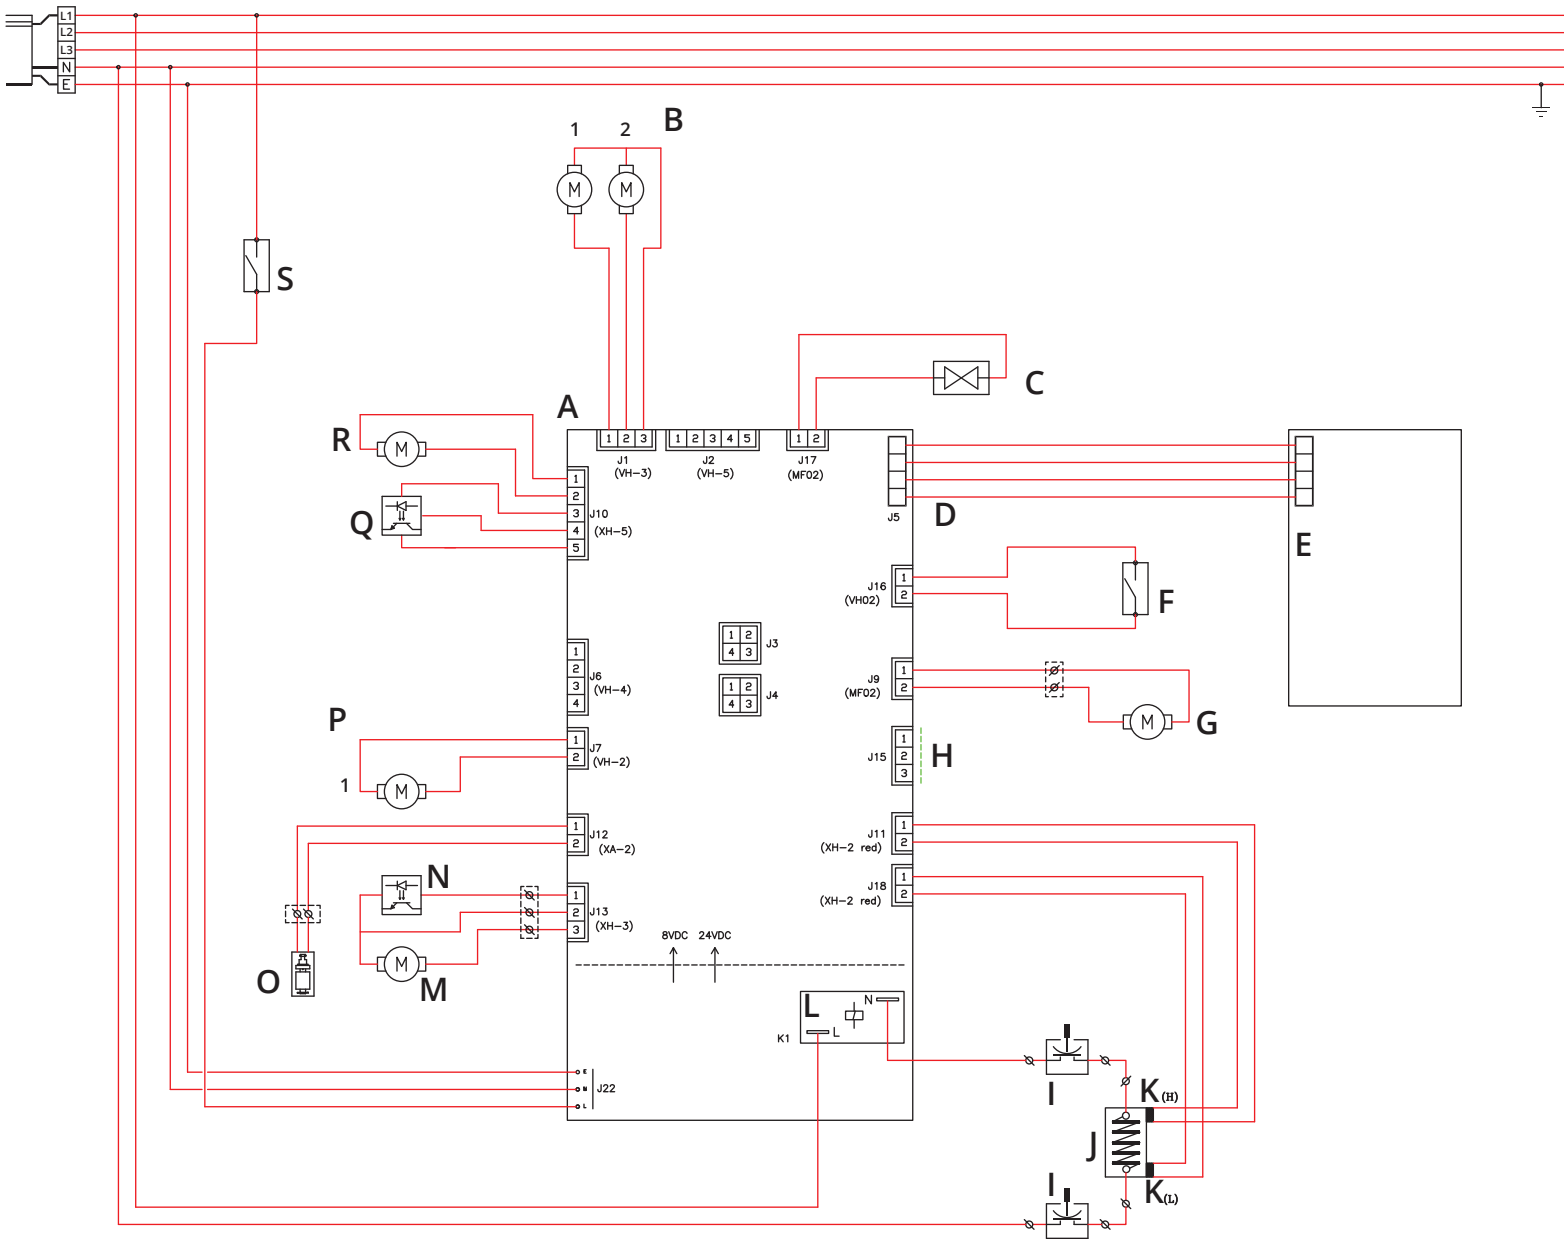 L1
L2
L3
N
E
B
1 2
M M
S
C
A
R
M
1 2 3
J1
(VH-3)
1 2 3 4 5
J2
(VH-5)
1 2
J17
(MF02)
J5
D
E
Q
1
2
3
4
5
J10
(XH-5)
1
2
J16
(VH02)
F
1 2
4 3
J3
1 2
4 3
J4
1
2
3
4
J6
(VH-4)
1
2
J9
(MF02)
M
G
P
1
M
1
2
J7
(VH-2)
1
2
3
J15
H
1
2
J12
(XA-2)
1
2
J11
(XH-2 red)
1
2
J18
(XH-2 red)
N
1
2
3
J13
(XH-3)
O
M
M
8VDC 24VDC
L
N
L
K1
E
N
L
J22
I
K(H)
J
I
K(L)